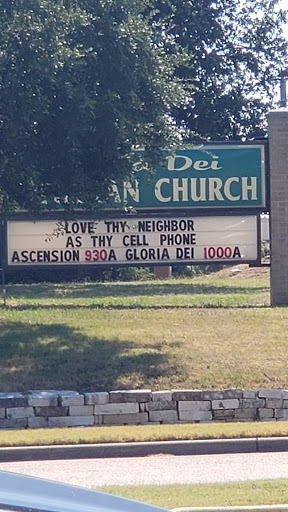 Dei
CHURCH
LOVE THY NEIGHBOR
AS THY CELL PHONE
ASCENSION 930A GLORIA DEI 1000A